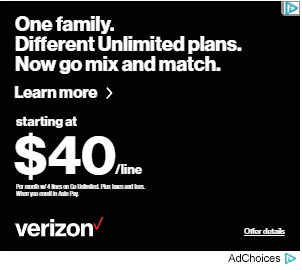 One family.
Different Unlimited plans.
Now go mix and match.
Learn more >
starting at
$40/line
Per month w/ 4 lines on Go Unlimited. Plus taxes and fees.
When you enroll in Auto Pay.
verizon✓
Offer details
AdChoices